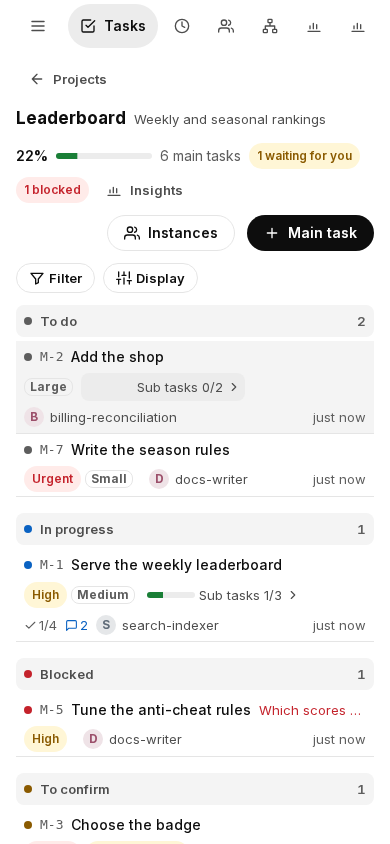 Tasks
Projects
Leaderboard Weekly and seasonal rankings
22% 6 main tasks 1 waiting for you
1 blocked Insights
Instances Main task
Filter Display
To do 2
M-2 Add the shop
Large Sub tasks 0/2
B billing-reconciliation just now
M-7 Write the season rules
Urgent Small D docs-writer just now
In progress 1
M-1 Serve the weekly leaderboard
High Medium Sub tasks 1/3
1/4 2 S search-indexer just now
Blocked 1
M-5 Tune the anti-cheat rules Which scores ...
High D docs-writer just now
To confirm 1
M-3 Choose the badge